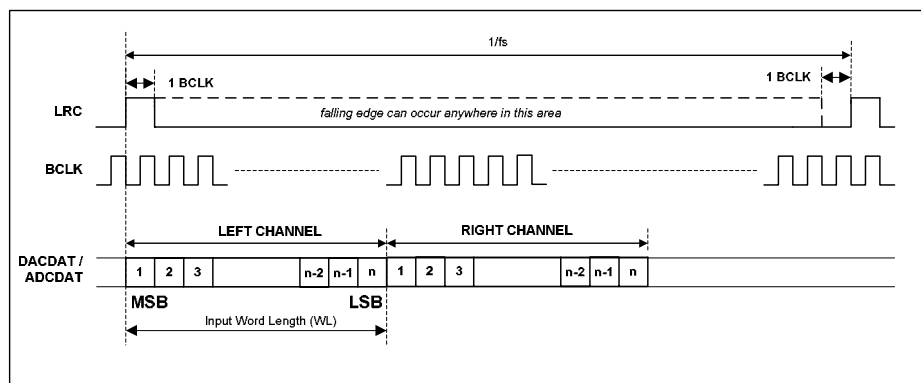 1/fs
1 BCLK
1 BCLK
LRC
falling edge can occur anywhere in this area
BCLK
LEFT CHANNEL
RIGHT CHANNEL
DACDAT /
ADCDAT
1 2 3 n-2 n-1 n 1 2 3 n-2 n-1 n
MSB LSB
Input Word Length (WL)